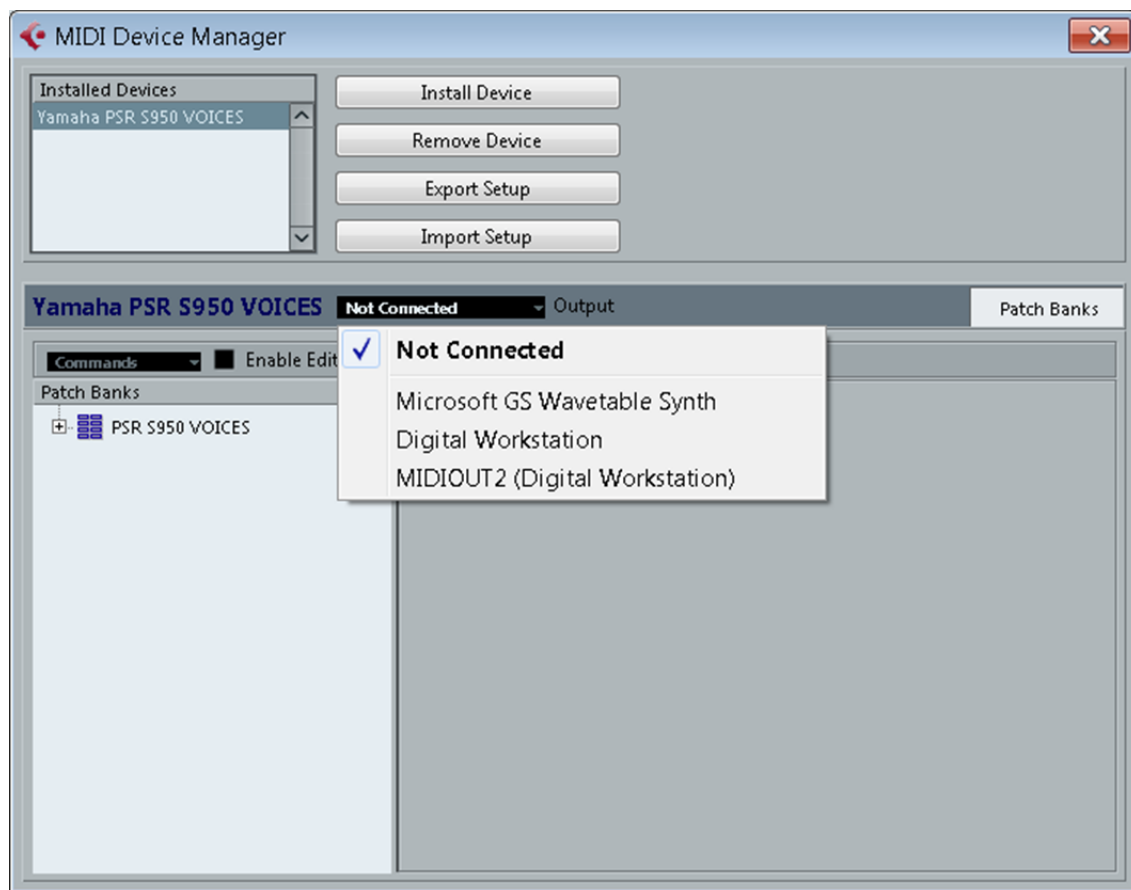 MIDI Device Manager
Installed Devices
Yamaha PSR S950 VOICES
Install Device
Remove Device
Export Setup
Import Setup
Yamaha PSR S950 VOICES Not Connected Output Patch Banks
Commands Enable Edit
Patch Banks
PSR S950 VOICES
Not Connected
Microsoft GS Wavetable Synth
Digital Workstation
MIDIOUT2 (Digital Workstation)